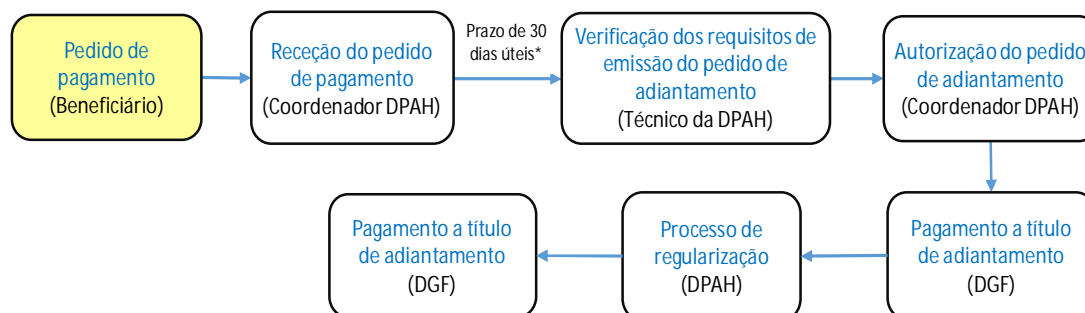 Pedido de
pagamento
(Beneficiário)
Receção do pedido
de pagamento
(Coordenador DPAH)
Prazo de 30
dias úteis*
Verificação dos requisitos de
emissão do pedido de
adiantamento
(Técnico da DPAH)
Autorização do pedido
de adiantamento
(Coordenador DPAH)
Pagamento a título
de adiantamento
(DGF)
Processo de
regularização
(DPAH)
Pagamento a título
de adiantamento
(DGF)